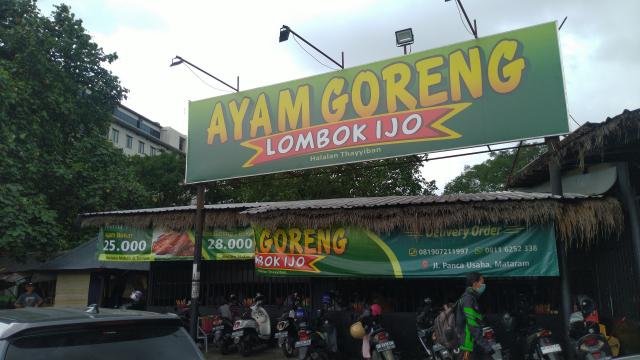 AYAM GORENG
LOMBOK IJO
Halalan Thayyiban
25.000
28.000
GORENG
BOK IJO
Delivery Order
081907211997
0811 6252 338
Jl. Panca Usaha, Mataram